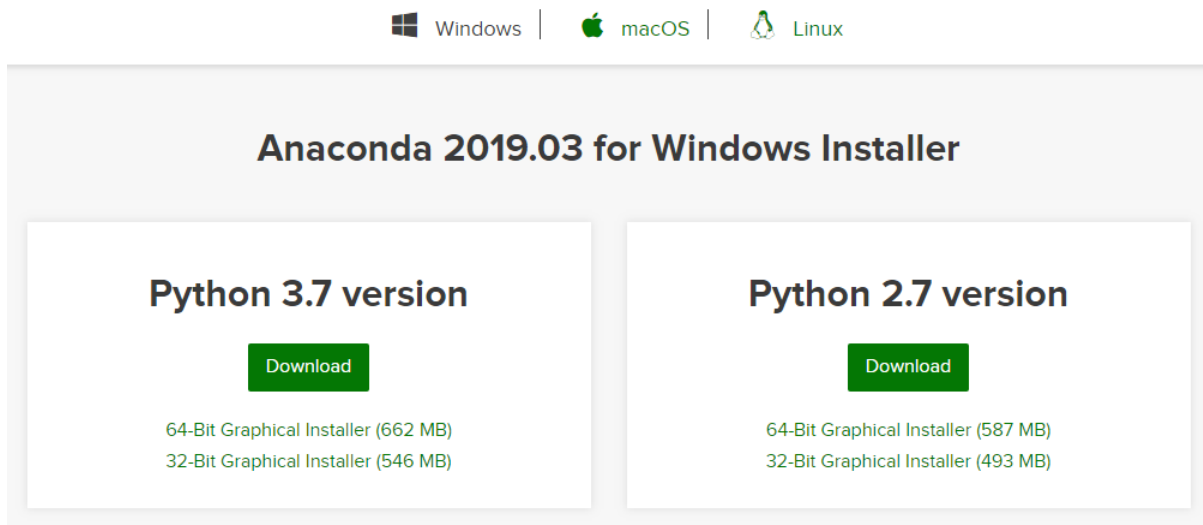 Windows macOS Linux
Anaconda 2019.03 for Windows Installer
Python 3.7 version
Download
64-Bit Graphical Installer (662 MB)
32-Bit Graphical Installer (546 MB)
Python 2.7 version
Download
64-Bit Graphical Installer (587 MB)
32-Bit Graphical Installer (493 MB)